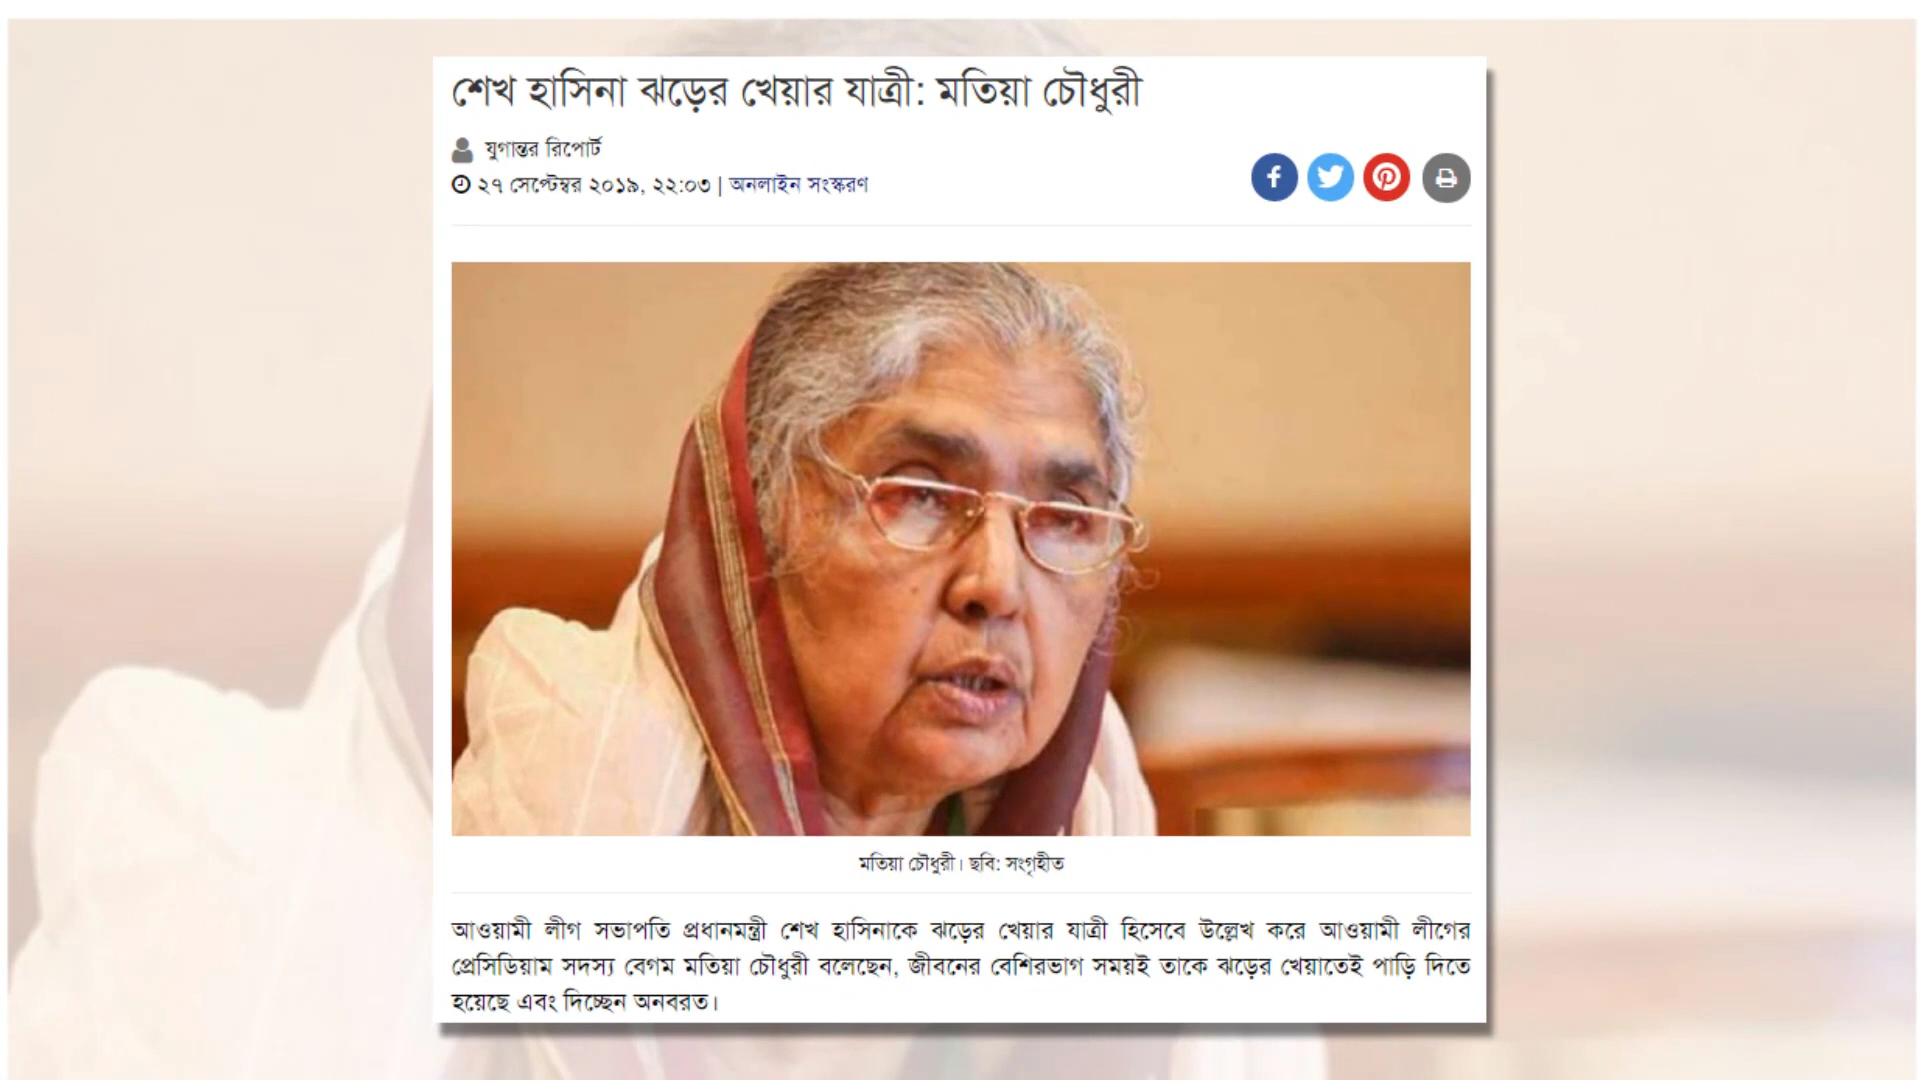 শেখ হাসিনা ঝড়ের খেয়ার যাত্রী: মতিয়া চৌধুরী
যুগান্তর রিপোর্ট
২৭ সেপ্টেম্বর ২০১৯, ২২:০৩ | অনলাইন সংস্করণ
মতিয়া চৌধুরী। ছবি: সংগৃহীত
আওয়ামী লীগ সভাপতি প্রধানমন্ত্রী শেখ হাসিনাকে ঝড়ের খেয়ার যাত্রী হিসেবে উল্লেখ করে আওয়ামী লীগের
প্রেসিডিয়াম সদস্য বেগম মতিয়া চৌধুরী বলেছেন, জীবনের বেশিরভাগ সময়ই তাকে ঝড়ের খেয়াতেই পাড়ি দিতে
হয়েছে এবং দিচ্ছেন অনবরত।